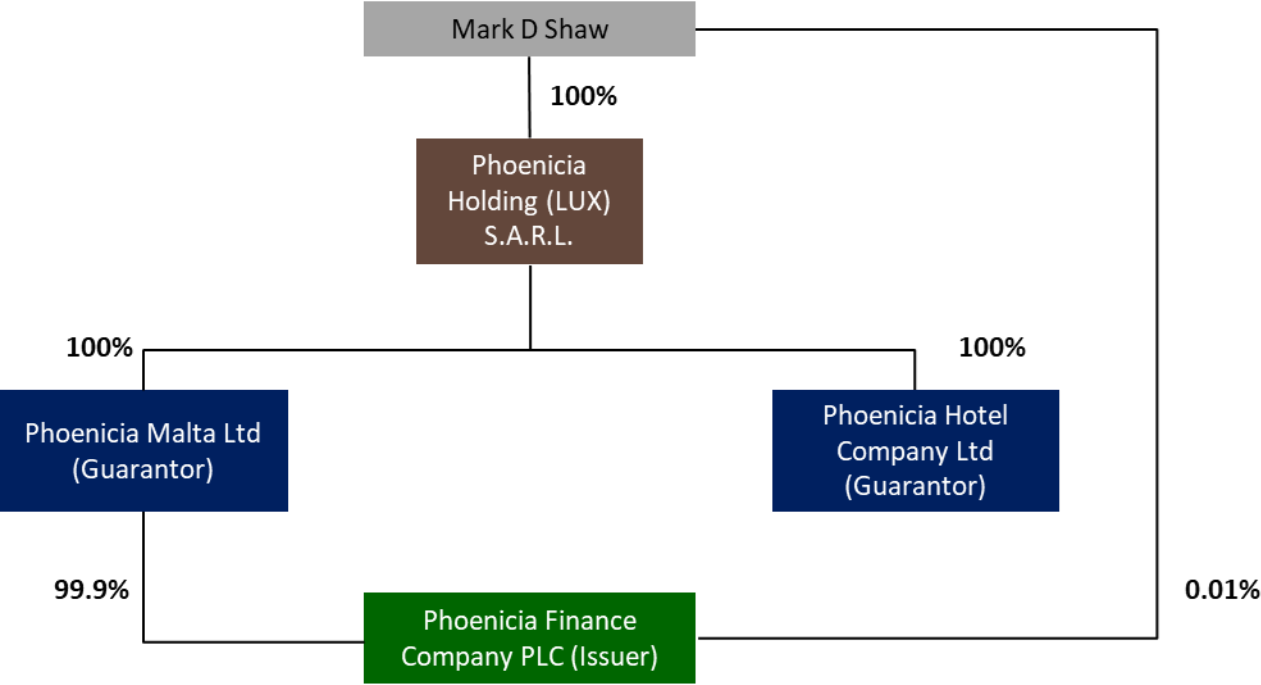 Mark D Shaw
100%
Phoenicia
Holding (LUX)
S.A.R.L.
100%
100%
Phoenicia Malta Ltd
(Guarantor)
Phoenicia Hotel
Company Ltd
(Guarantor)
99.9%
0.01%
Phoenicia Finance
Company PLC (Issuer)